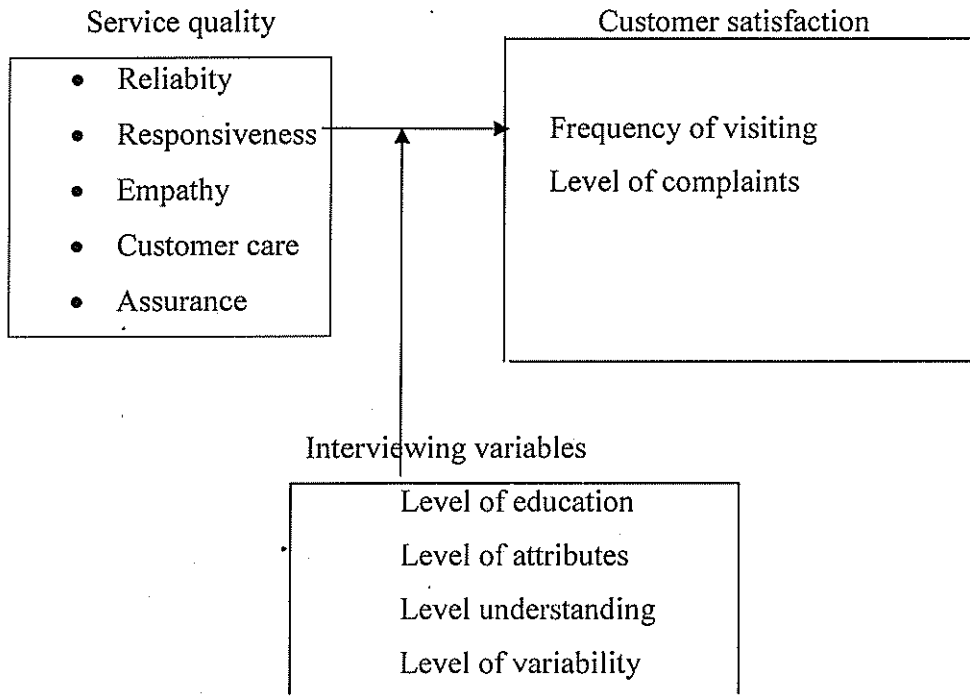 Service quality
• Reliabity
• Responsiveness
• Empathy
• Customer care
• Assurance
Customer satisfaction
Frequency of visiting
Level of complaints
Interviewing variables
Level of education
Level of attributes
Level understanding
Level of variability